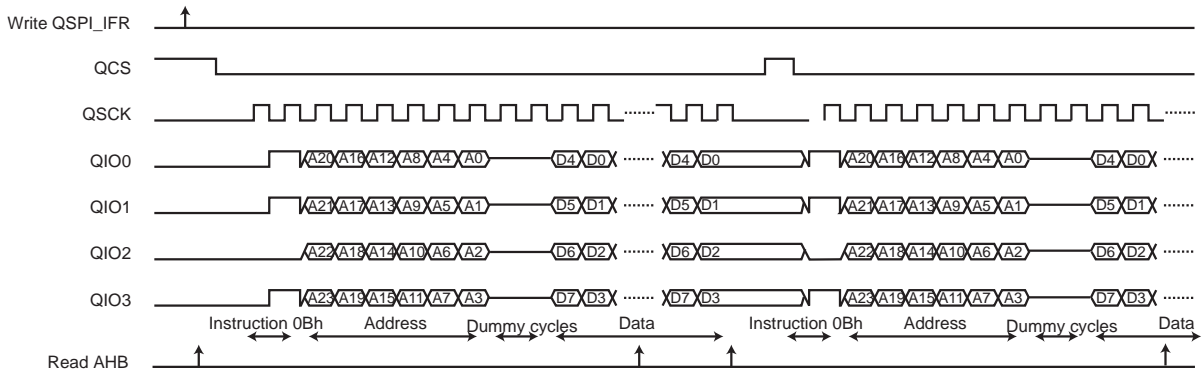 Write QSPI_IFR
QCS
QSCK
QIO0 A20 A16 A12 A8 A4 A0 D4 D0 D4 D0 A20 A16 A12 A8 A4 A0 D4 D0
QIO1 A21 A17 A13 A9 A5 A1 D5 D1 D5 D1 A21 A17 A13 A9 A5 A1 D5 D1
QIO2 A22 A18 A14 A10 A6 A2 D6 D2 D6 D2 A22 A18 A14 A10 A6 A2 D6 D2
QIO3 A23 A19 A15 A11 A7 A3 D7 D3 D7 D3 A23 A19 A15 A11 A7 A3 D7 D3
Instruction 0Bh Address Dummy cycles Data Instruction 0Bh Address Dummy cycles Data
Read AHB